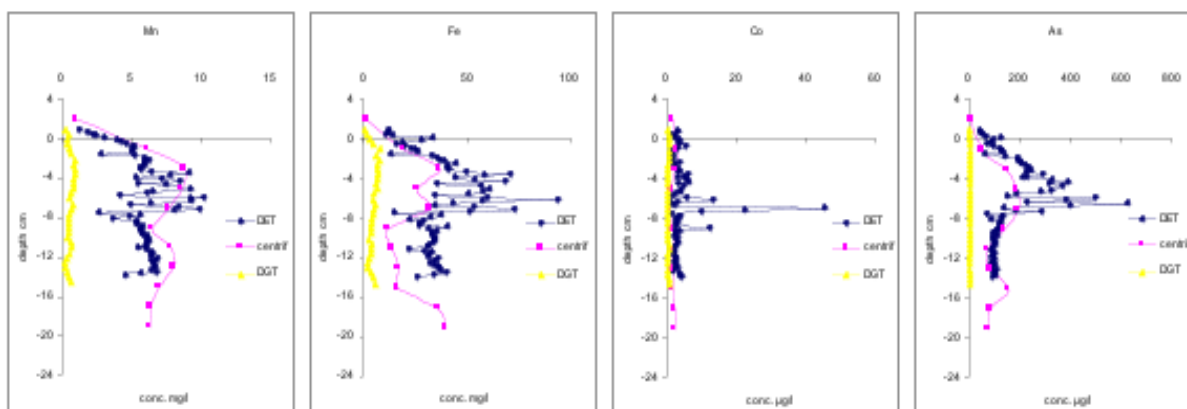 Mn
0 5 10 15
4
0
-4
-8
-12
-16
-20
-24
depth cm
DET
centrif
DGT
conc. mg/l
Fe
0 50 100
4
0
-4
-8
-12
-16
-20
-24
depth cm
DET
centrif
DGT
conc. mg/l
Co
0 20 40 60
4
0
-4
-8
-12
-16
-20
-24
depth cm
DET
centrif
DGT
conc. µg/l
As
0 200 400 600 800
4
0
-4
-8
-12
-16
-20
-24
depth cm
DET
centrif
DGT
conc. µg/l